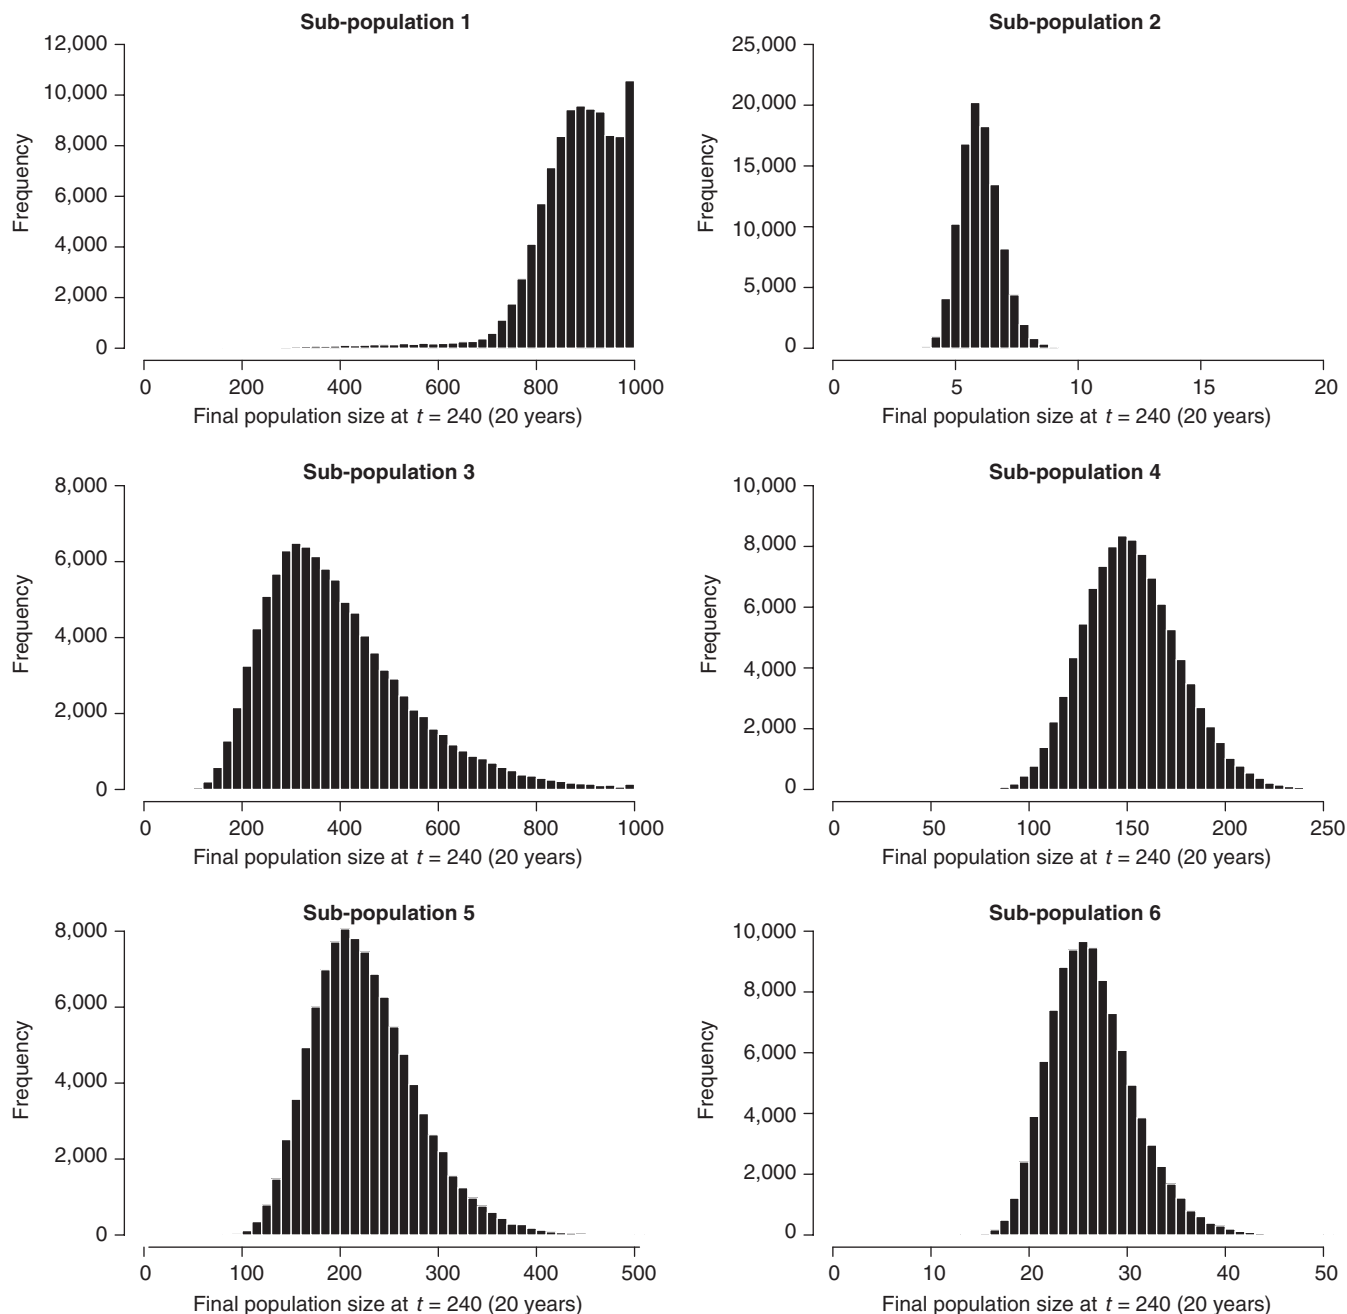 Sub-population 1
12,000
10,000
8,000
6,000
4,000
2,000
0
Frequency
0 200 400 600 800 1000
Final population size at t = 240 (20 years)
Sub-population 2
25,000
20,000
15,000
10,000
5,000
0
Frequency
0 5 10 15 20
Final population size at t = 240 (20 years)
Sub-population 3
8,000
6,000
4,000
2,000
0
Frequency
0 200 400 600 800 1000
Final population size at t = 240 (20 years)
Sub-population 4
10,000
8,000
6,000
4,000
2,000
0
Frequency
0 50 100 150 200 250
Final population size at t = 240 (20 years)
Sub-population 5
8,000
6,000
4,000
2,000
0
Frequency
0 100 200 300 400 500
Final population size at t = 240 (20 years)
Sub-population 6
10,000
8,000
6,000
4,000
2,000
0
Frequency
0 10 20 30 40 50
Final population size at t = 240 (20 years)